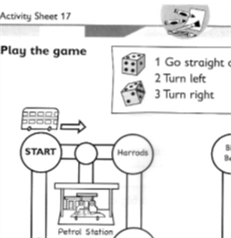 Activity Sheet 17
Play the game
1 Go straight
2 Turn left
3 Turn right
START
Harrods
Petrol Station